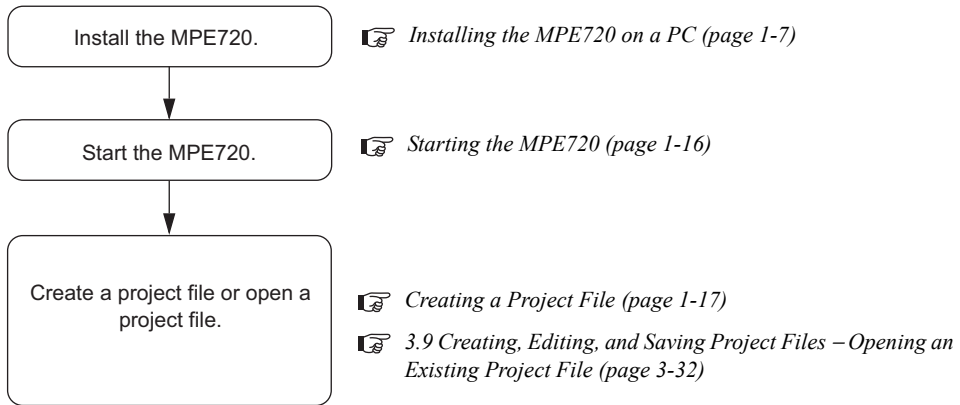 Install the MPE720.
Installing the MPE720 on a PC (page 1-7)
Start the MPE720.
Starting the MPE720 (page 1-16)
Create a project file or open a
project file.
Creating a Project File (page 1-17)
3.9 Creating, Editing, and Saving Project Files – Opening an
Existing Project File (page 3-32)